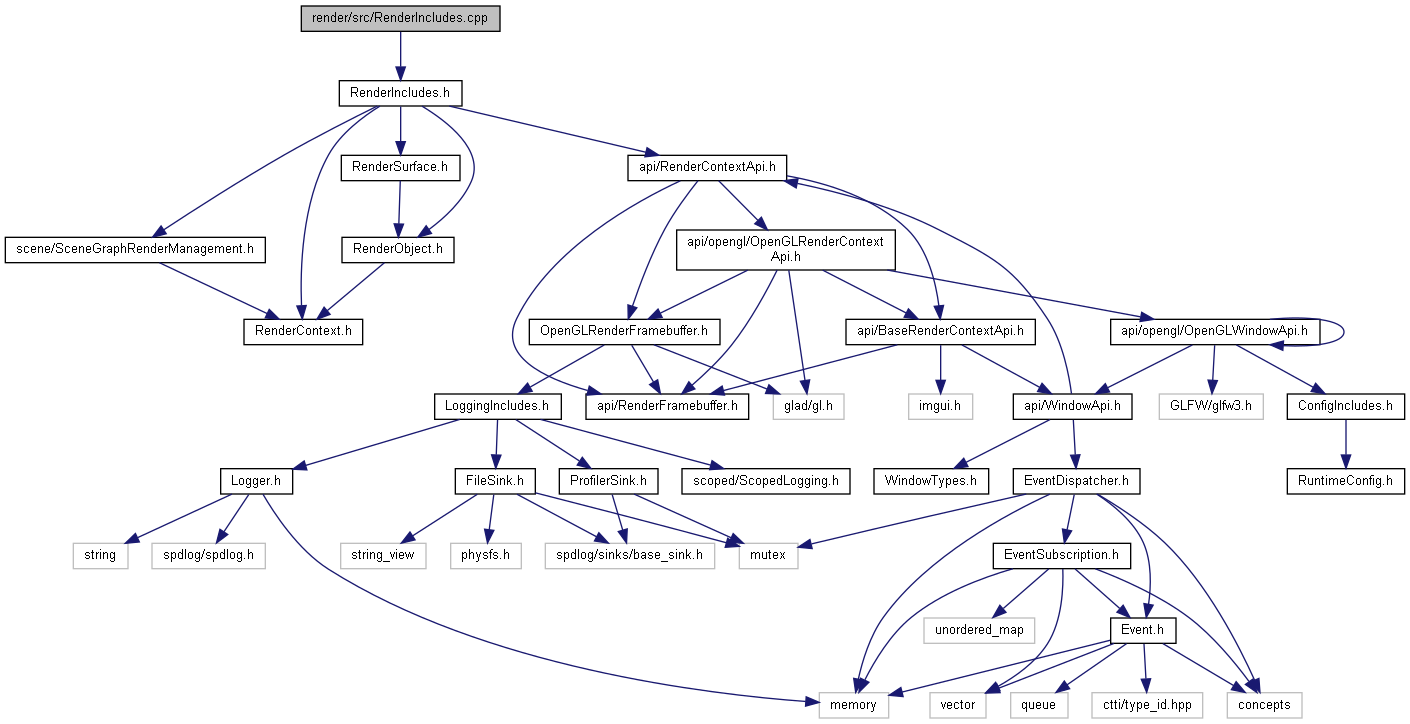 render/src/RenderIncludes.cpp
RenderIncludes.h
RenderSurface.h
api/RenderContextApi.h
scene/SceneGraphRenderManagement.h
RenderObject.h
api/opengl/OpenGLRenderContext
Api.h
RenderContext.h
OpenGLRenderFramebuffer.h
api/BaseRenderContextApi.h
api/opengl/OpenGLWindowApi.h
LoggingIncludes.h
api/RenderFramebuffer.h
glad/gl.h
imgui.h
api/WindowApi.h
GLFW/glfw3.h
ConfigIncludes.h
Logger.h
FileSink.h
ProfilerSink.h
scoped/ScopedLogging.h
WindowTypes.h
EventDispatcher.h
RuntimeConfig.h
string
spdlog/spdlog.h
string_view
physfs.h
spdlog/sinks/base_sink.h
mutex
EventSubscription.h
unordered_map
Event.h
memory
vector
queue
ctti/type_id.hpp
concepts